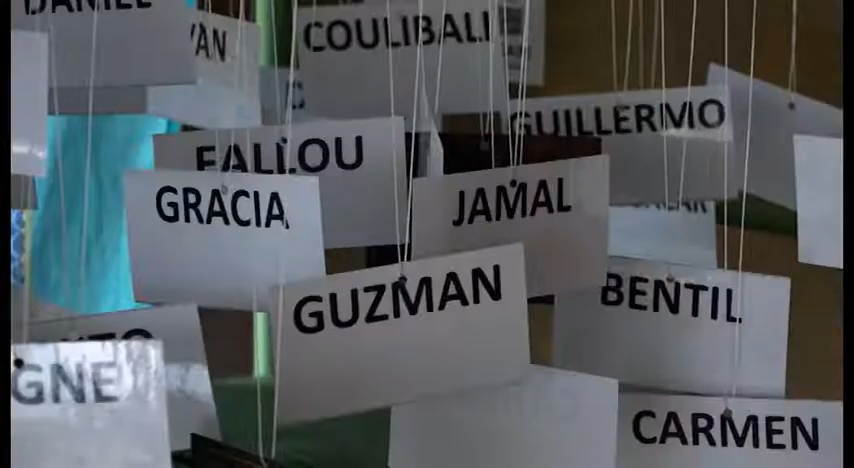 DANIEL
COULIBALI
GUILLERMO
FALLOU
GRACIA
JAMAL
GUZMAN
BENTIL
GNE
CARMEN